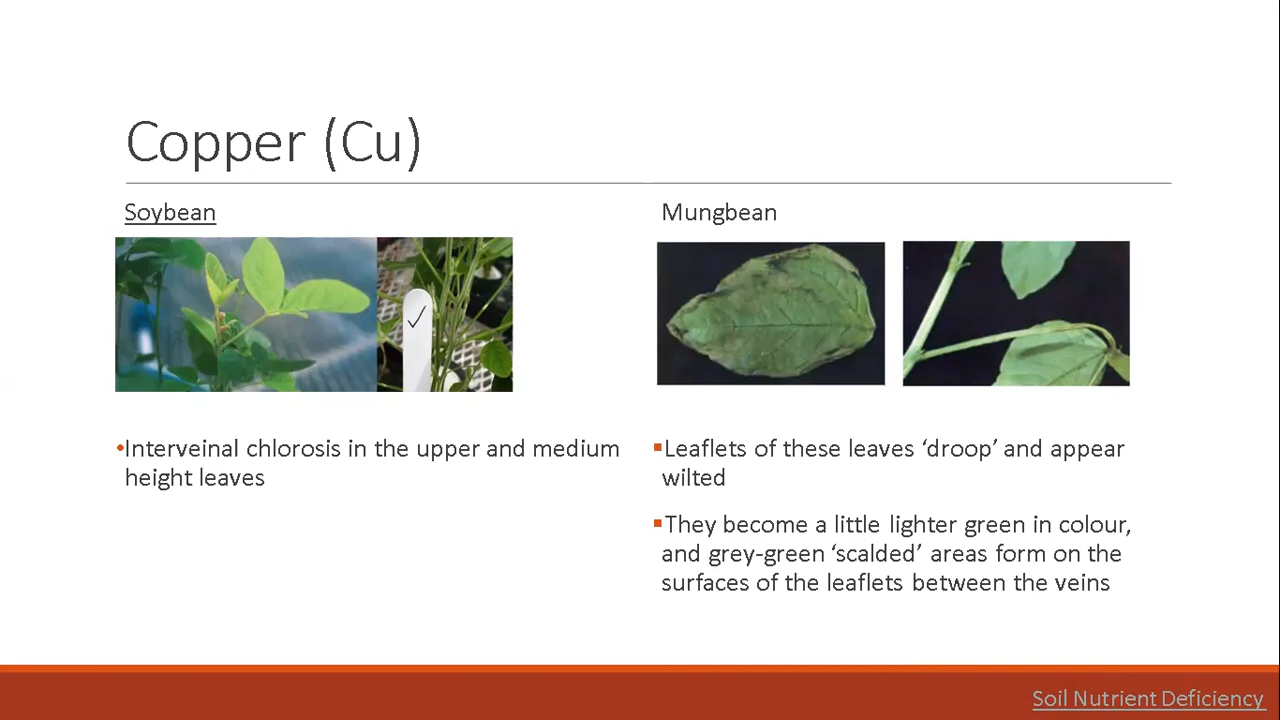 Copper (Cu)
Soybean
Mungbean
•Interveinal chlorosis in the upper and medium
height leaves
▪Leaflets of these leaves ‘droop’ and appear
wilted
▪They become a little lighter green in colour,
and grey-green ‘scalded’ areas form on the
surfaces of the leaflets between the veins
Soil Nutrient Deficiency